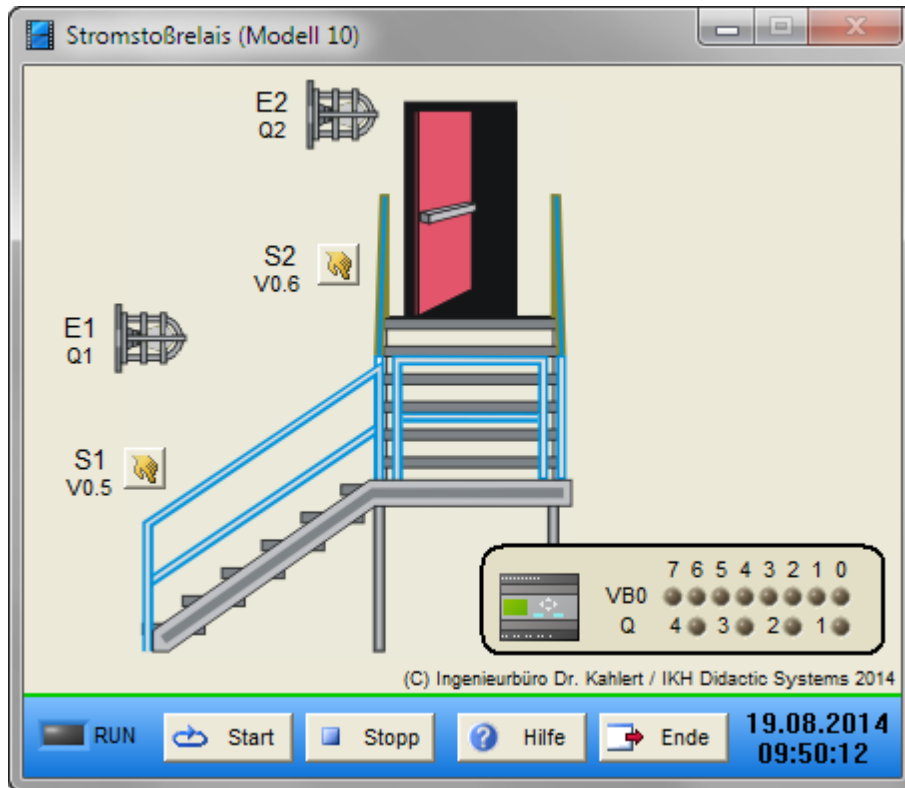 Stromstoßrelais (Modell 10)
E2
Q2
S2
V0.6
E1
Q1
S1
V0.5
7 6 5 4 3 2 1 0
VB0
Q 4 3 2 1
(C) Ingenieurbüro Dr. Kahlert / IKH Didactic Systems 2014
RUN Start Stopp Hilfe Ende 19.08.2014
09:50:12